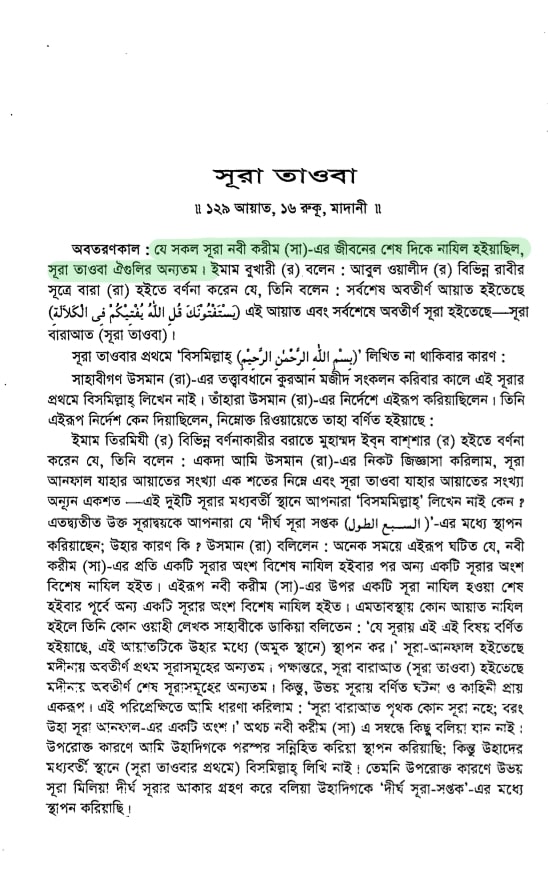 সূরা তাওবা
॥ ১২৯ আয়াত, ১৬ রুকূ, মাদানী ॥
অবতরণকাল : যে সকল সূরা নবী করীম (সা)-এর জীবনের শেষ দিকে নাযিল হইয়াছিল,
সূরা তাওবা ঐগুলির অন্যতম। ইমাম বুখারী (র) বলেন : আবুল ওয়ালীদ (র) বিভিন্ন রাবীর
সূত্রে বারা (রা) হইতে বর্ণনা করেন যে, তিনি বলেন : সর্বশেষ অবতীর্ণ আয়াত হইতেছে
(يَسْتَفْتُونَكَ قُلِ اللّٰهُ يُفْتِيْكُمْ فِى الْكَلاَلَةِ) এই আয়াত এবং সর্বশেষে অবতীর্ণ সূরা হইতেছে—সূরা
বারাআত (সূরা তাওবা)।
সূরা তাওবার প্রথমে ‘বিসমিল্লাহ্ (بِسْمِ اللّٰهِ الرَّحْمٰنِ الرَّحِيْمِ)’ লিখিত না থাকিবার কারণ :
সাহাবীগণ উসমান (রা)-এর তত্ত্বাবধানে কুরআন মজীদ সংকলন করিবার কালে এই সূরার
প্রথমে বিসমিল্লাহ্ লিখেন নাই। তাঁহারা উসমান (রা)-এর নির্দেশে এইরূপ করিয়াছিলেন। তিনি
এইরূপ নির্দেশ কেন দিয়াছিলেন, নিম্নোক্ত রিওয়ায়েতে তাহা বর্ণিত হইয়াছে :
ইমাম তিরমিযী (র) বিভিন্ন বর্ণনাকারীর বরাতে মুহাম্মদ ইব্‌ন বাশ্‌শার (র) হইতে বর্ণনা
করেন যে, তিনি বলেন : একদা আমি উসমান (রা)-এর নিকট জিজ্ঞাসা করিলাম, সূরা
আনফাল যাহার আয়াতের সংখ্যা এক শতের নিম্নে এবং সূরা তাওবা যাহার আয়াতের সংখ্যা
অন্যূন একশত —এই দুইটি সূরার মধ্যবর্তী স্থানে আপনারা ‘বিসমমিল্লাহ্’ লিখেন নাই কেন ?
এতদ্ব্যতীত উক্ত সূরাদ্বয়কে আপনারা যে ‘দীর্ঘ সূরা সপ্তক (السبع الطول)’-এর মধ্যে স্থাপন
করিয়াছেন; উহার কারণ কি ? উসমান (রা) বলিলেন : অনেক সময়ে এইরূপ ঘটিত যে, নবী
করীম (সা)-এর প্রতি একটি সূরার অংশ বিশেষ নাযিল হইবার পর অন্য একটি সূরার অংশ
বিশেষ নাযিল হইত। এইরূপ নবী করীম (সা)-এর উপর একটি সূরা নাযিল হওয়া শেষ
হইবার পূর্বে অন্য একটি সূরার অংশ বিশেষ নাযিল হইত। এমতাবস্থায় কোন আয়াত নাযিল
হইলে তিনি কোন ওয়াহী লেখক সাহাবীকে ডাকিয়া বলিতেন : ‘যে সূরায় এই এই বিষয় বর্ণিত
হইয়াছে, এই আয়াতটিকে উহার মধ্যে (অমুক স্থানে) স্থাপন কর।’ সূরা-আনফাল হইতেছে
মদীনায় অবতীর্ণ প্রথম সূরাসমূহের অন্যতম। পক্ষান্তরে, সূরা বারাআত (সূরা তাওবা) হইতেছে
মদীনায় অবতীর্ণ শেষ সূরাসমূহের অন্যতম। কিন্তু, উভয় সূরায় বর্ণিত ঘটনা ও কাহিনী প্রায়
একরূপ। এই পরিপ্রেক্ষিতে আমি ধারণা করিলাম : ‘সূরা বারাআত পৃথক কোন সূরা নহে; বরং
উহা সূরা আনফাল-এর একটি অংশ।’ অথচ নবী করীম (সা) এ সম্বন্ধে কিছু বলিয়া যান নাই।
উপরোক্ত কারণে আমি উহাদিগকে পরস্পর সন্নিহিত করিয়া স্থাপন করিয়াছি; কিন্তু উহাদের
মধ্যবর্তী স্থানে (সূরা তাওবার প্রথমে) বিসমিল্লাহ্ লিখি নাই। তেমনি উপরোক্ত কারণে উভয়
সূরা মিলিয়া দীর্ঘ সূরার আকার গ্রহণ করে বলিয়া উহাদিগকে ‘দীর্ঘ সূরা-সপ্তক’-এর মধ্যে
স্থাপন করিয়াছি।